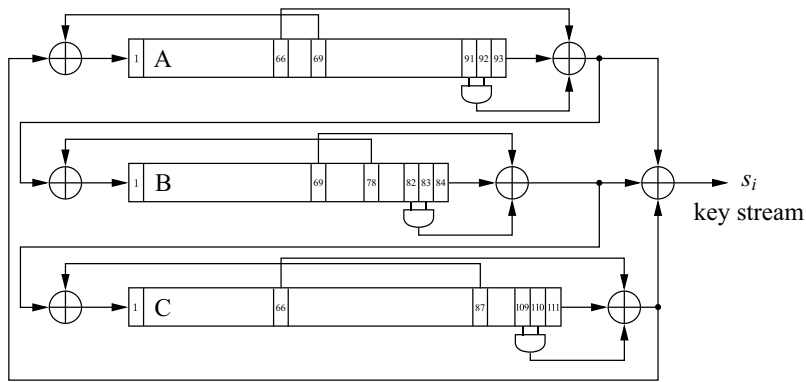 1 A 66 69 91 92 93
1 B 69 78 82 83 84
s_i
key stream
1 C 66 87 109 110 111